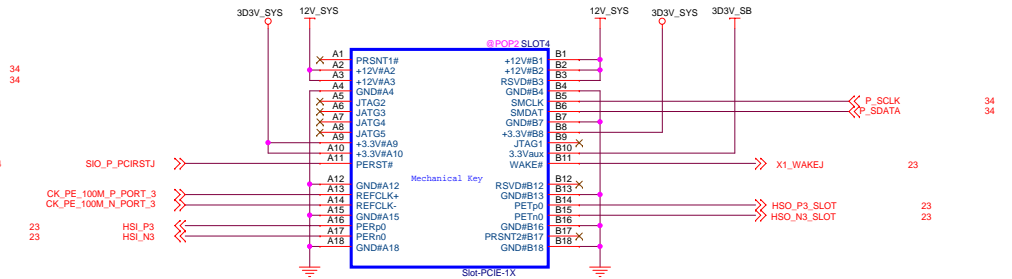 3D3V_SYS 12V_SYS 12V_SYS 3D3V_SYS 3D3V_SB
@POP2 SLOT4
A1 PRSNT1# +12V#B1 B1
34 A2 +12V#A2 +12V#B2 B2
34 A3 +12V#A3 RSVD#B3 B3
A4 GND#A4 GND#B4 B4
A5 JTAG2 SMCLK B5 P_SCLK 34
A6 JTAG3 SMDAT B6 P_SDATA 34
A7 JATG4 GND#B7 B7
A8 JATG5 +3.3V#B8 B8
A9 +3.3V#A9 JTAG1 B9
A10 +3.3V#A10 3.3Vaux B10
SIO_P_PCIRSTJ A11 PERST# WAKE# B11 X1_WAKEJ 23
Mechanical Key
A12 GND#A12 RSVD#B12 B12
CK_PE_100M_P_PORT_3 A13 REFCLK+ GND#B13 B13
CK_PE_100M_N_PORT_3 A14 REFCLK- PETp0 B14 HSO_P3_SLOT 23
A15 GND#A15 PETn0 B15 HSO_N3_SLOT 23
23 HSI_P3 A16 PERp0 GND#B16 B16
23 HSI_N3 A17 PERn0 PRSNT2#B17 B17
A18 GND#A18 GND#B18 B18
Slot-PCIE-1X